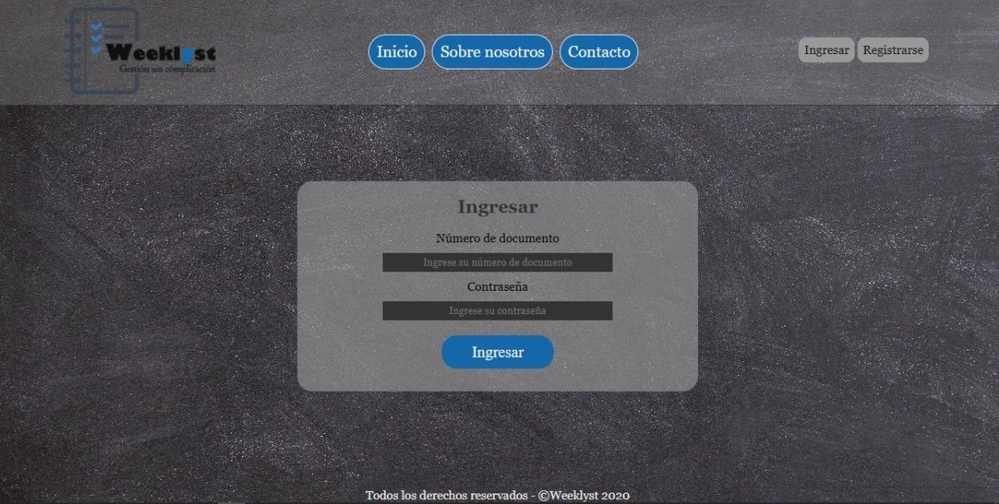 Weeklyst
Gestión sin complicación
Inicio Sobre nosotros Contacto
Ingresar Registrarse
Ingresar
Número de documento
Ingrese su número de documento
Contraseña
Ingrese su contraseña
Ingresar
Todos los derechos reservados - ©Weeklyst 2020